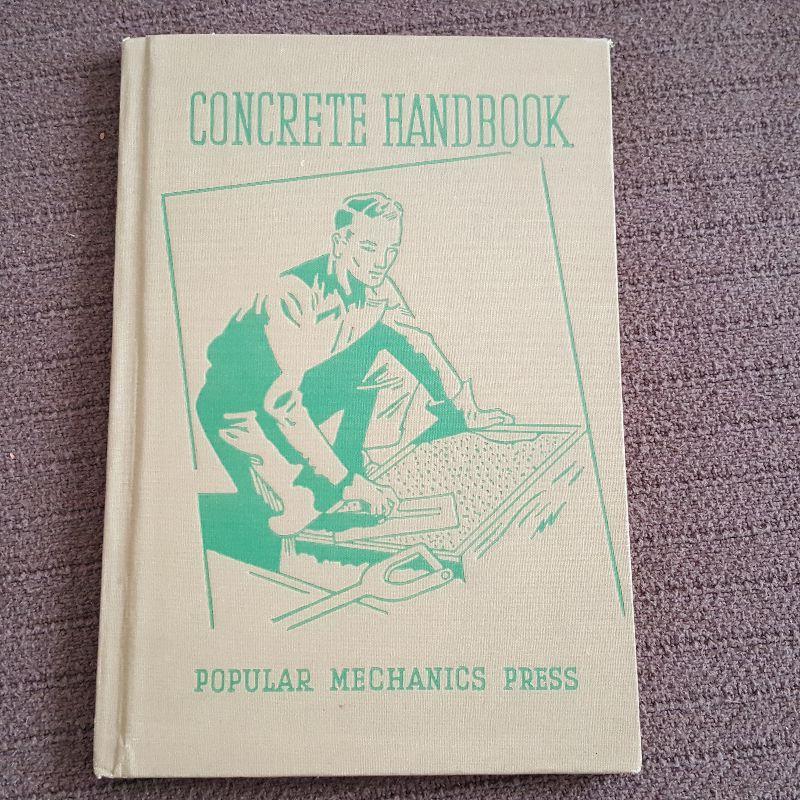 CONCRETE HANDBOOK
POPULAR MECHANICS PRESS